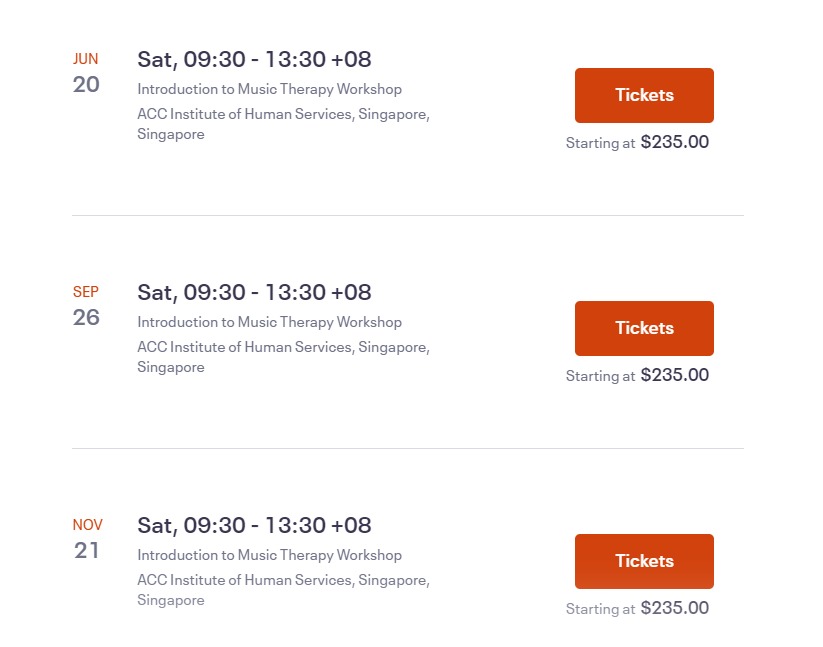 JUN
20
Sat, 09:30 - 13:30 +08
Introduction to Music Therapy Workshop
ACC Institute of Human Services, Singapore,
Singapore
Tickets
Starting at $235.00
SEP
26
Sat, 09:30 - 13:30 +08
Introduction to Music Therapy Workshop
ACC Institute of Human Services, Singapore,
Singapore
Tickets
Starting at $235.00
NOV
21
Sat, 09:30 - 13:30 +08
Introduction to Music Therapy Workshop
ACC Institute of Human Services, Singapore,
Singapore
Tickets
Starting at $235.00